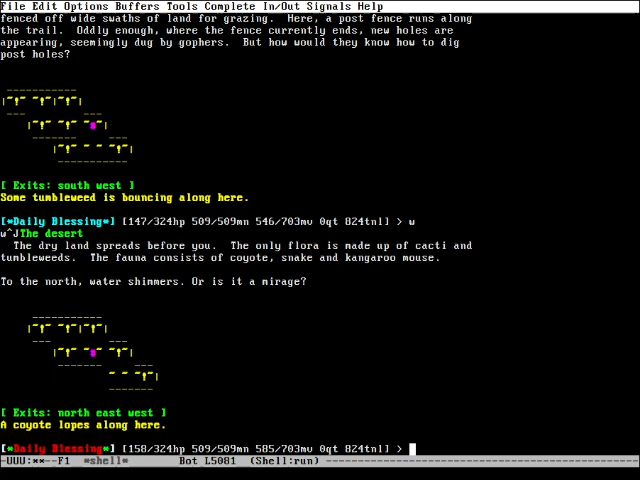 File Edit Options Buffers Tools Complete In/Out Signals Help
fenced off wide swaths of land for grazing.  Here, a post fence runs along
the trail.  Oddly enough, where the fence currently ends, new holes are
appearing, seemingly dug by gophers.  But how would they know how to dig
post holes?
[ Exits: south west ]
Some tumbleweed is bouncing along here.
[*Daily Blessing*] [147/324hp 509/509mn 546/703mv 0qt 824tnl] > w
w^JThe desert
The dry land spreads before you.  The only flora is made up of cacti and
tumbleweeds.  The fauna consists of coyote, snake and kangaroo mouse.
To the north, water shimmers. Or is it a mirage?
[ Exits: north east west ]
A coyote lopes along here.
[*Daily Blessing*] [158/324hp 509/509mn 585/703mv 0qt 824tnl] >
-UUU:**--F1  *shell*        Bot L5081  (Shell:run)